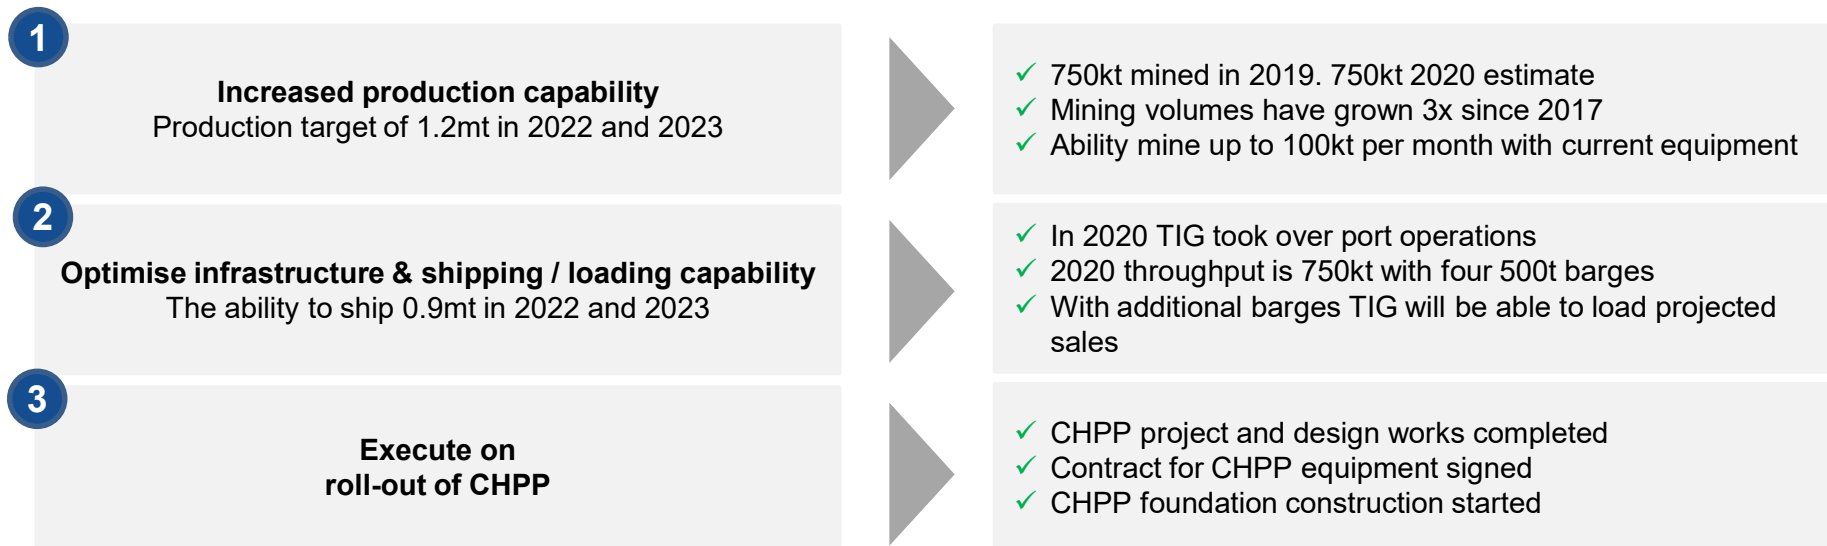 1
Increased production capability
Production target of 1.2mt in 2022 and 2023
✓ 750kt mined in 2019. 750kt 2020 estimate
✓ Mining volumes have grown 3x since 2017
✓ Ability mine up to 100kt per month with current equipment
2
Optimise infrastructure & shipping / loading capability
The ability to ship 0.9mt in 2022 and 2023
✓ In 2020 TIG took over port operations
✓ 2020 throughput is 750kt with four 500t barges
✓ With additional barges TIG will be able to load projected
sales
3
Execute on
roll-out of CHPP
✓ CHPP project and design works completed
✓ Contract for CHPP equipment signed
✓ CHPP foundation construction started